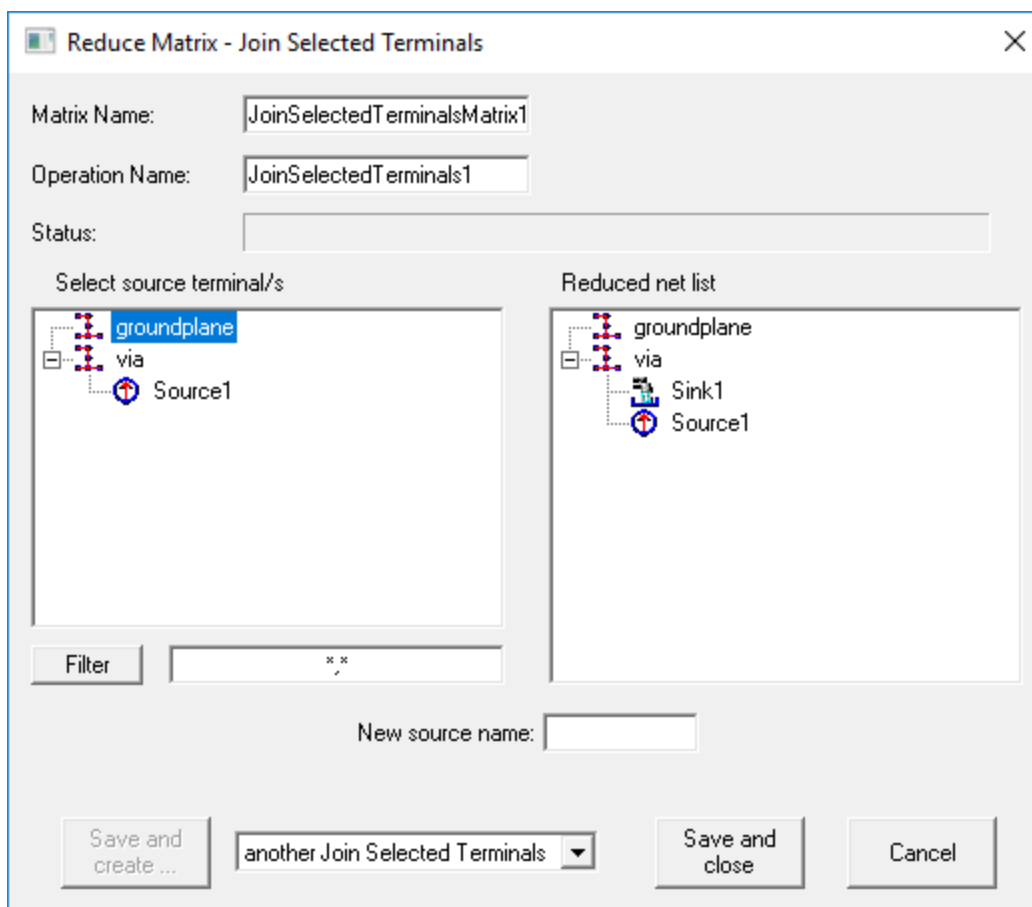 Reduce Matrix - Join Selected Terminals
Matrix Name: JoinSelectedTerminalsMatrix1
Operation Name: JoinSelectedTerminals1
Status:
Select source terminal/s Reduced net list
groundplane groundplane
via via
Source1 Sink1
Source1
Filter *,*
New source name:
Save and create ... another Join Selected Terminals Save and close Cancel